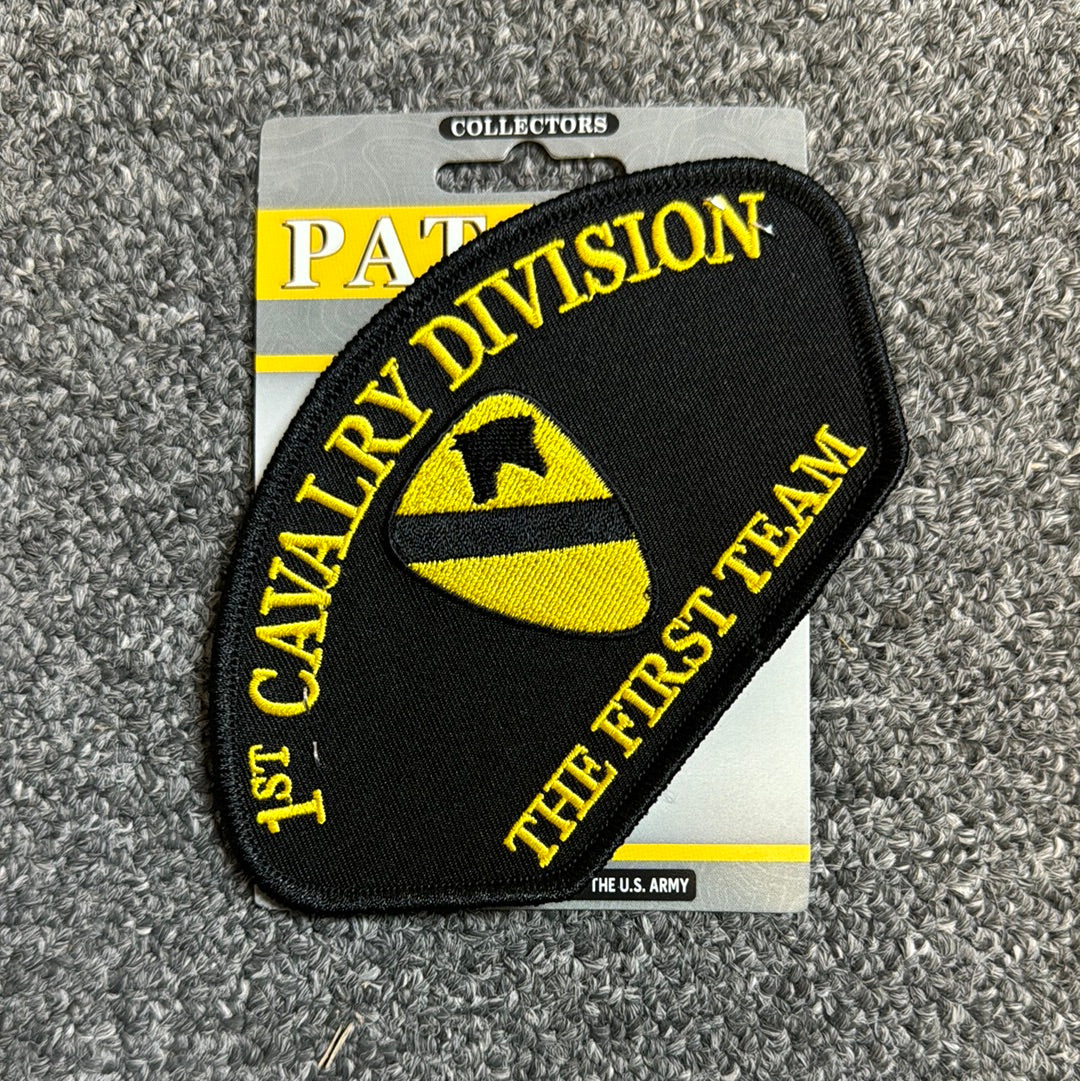 COLLECTORS
PAT
1ST CAVALRY DIVISION
THE FIRST TEAM
THE U.S. ARMY